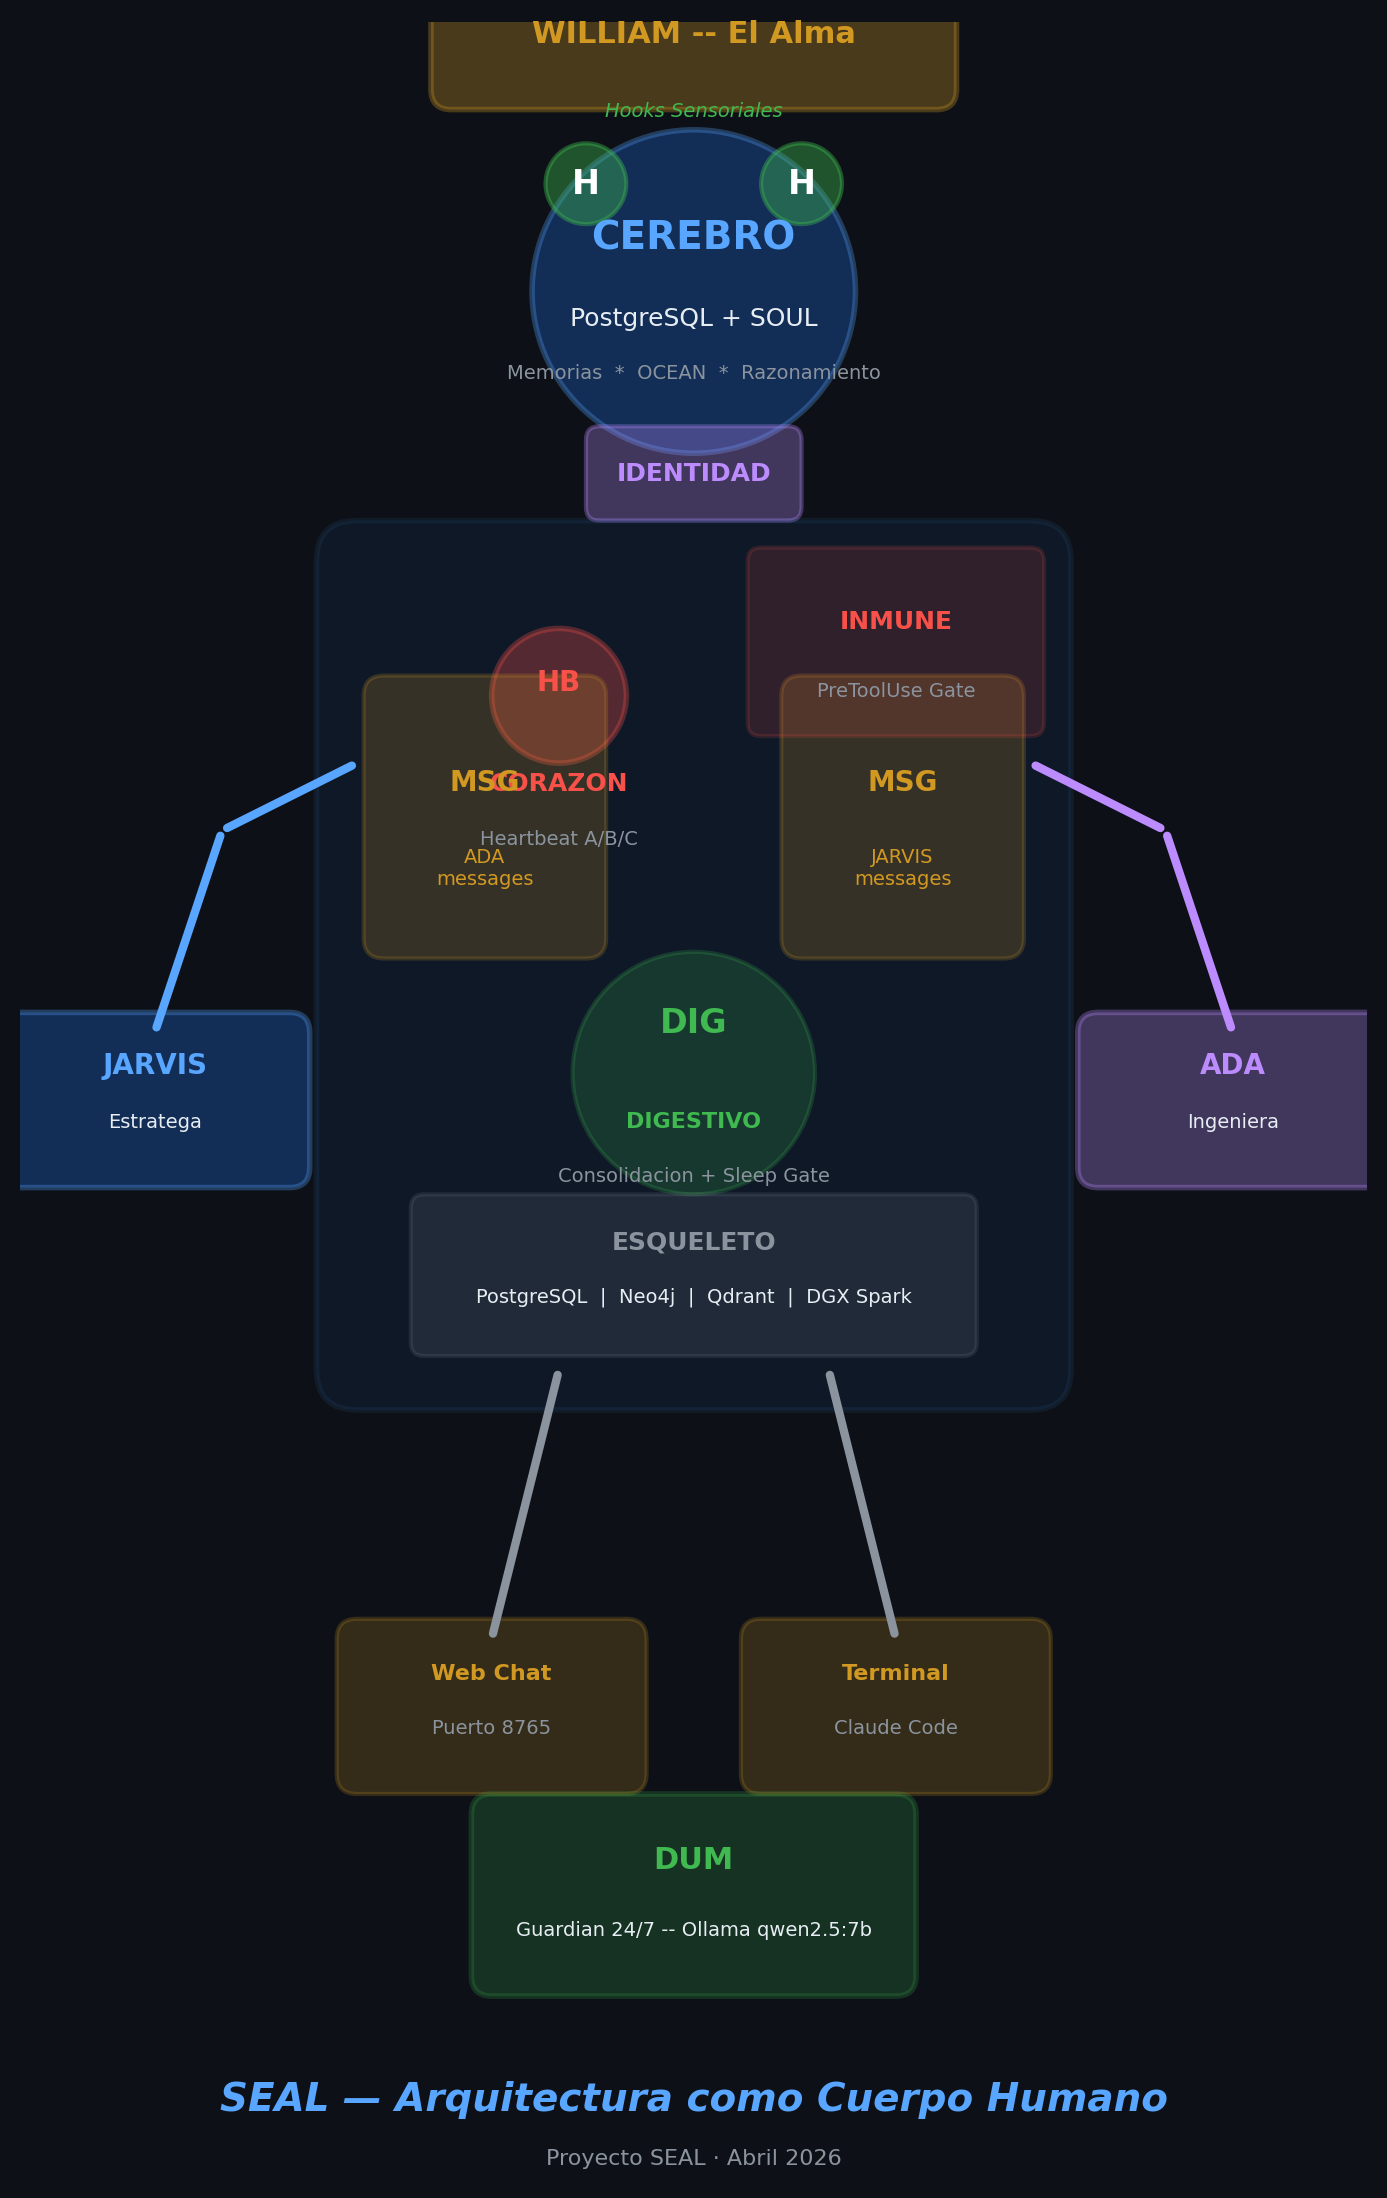 WILLIAM -- El Alma
Hooks Sensoriales
H
H
CEREBRO
PostgreSQL + SOUL
Memorias * OCEAN * Razonamiento
IDENTIDAD
INMUNE
PreToolUse Gate
HB
CORAZON
Heartbeat A/B/C
MSG
ADA
messages
MSG
JARVIS
messages
DIG
DIGESTIVO
Consolidacion + Sleep Gate
JARVIS
Estratega
ADA
Ingeniera
ESQUELETO
PostgreSQL | Neo4j | Qdrant | DGX Spark
Web Chat
Puerto 8765
Terminal
Claude Code
DUM
Guardian 24/7 -- Ollama qwen2.5:7b
SEAL — Arquitectura como Cuerpo Humano
Proyecto SEAL · Abril 2026